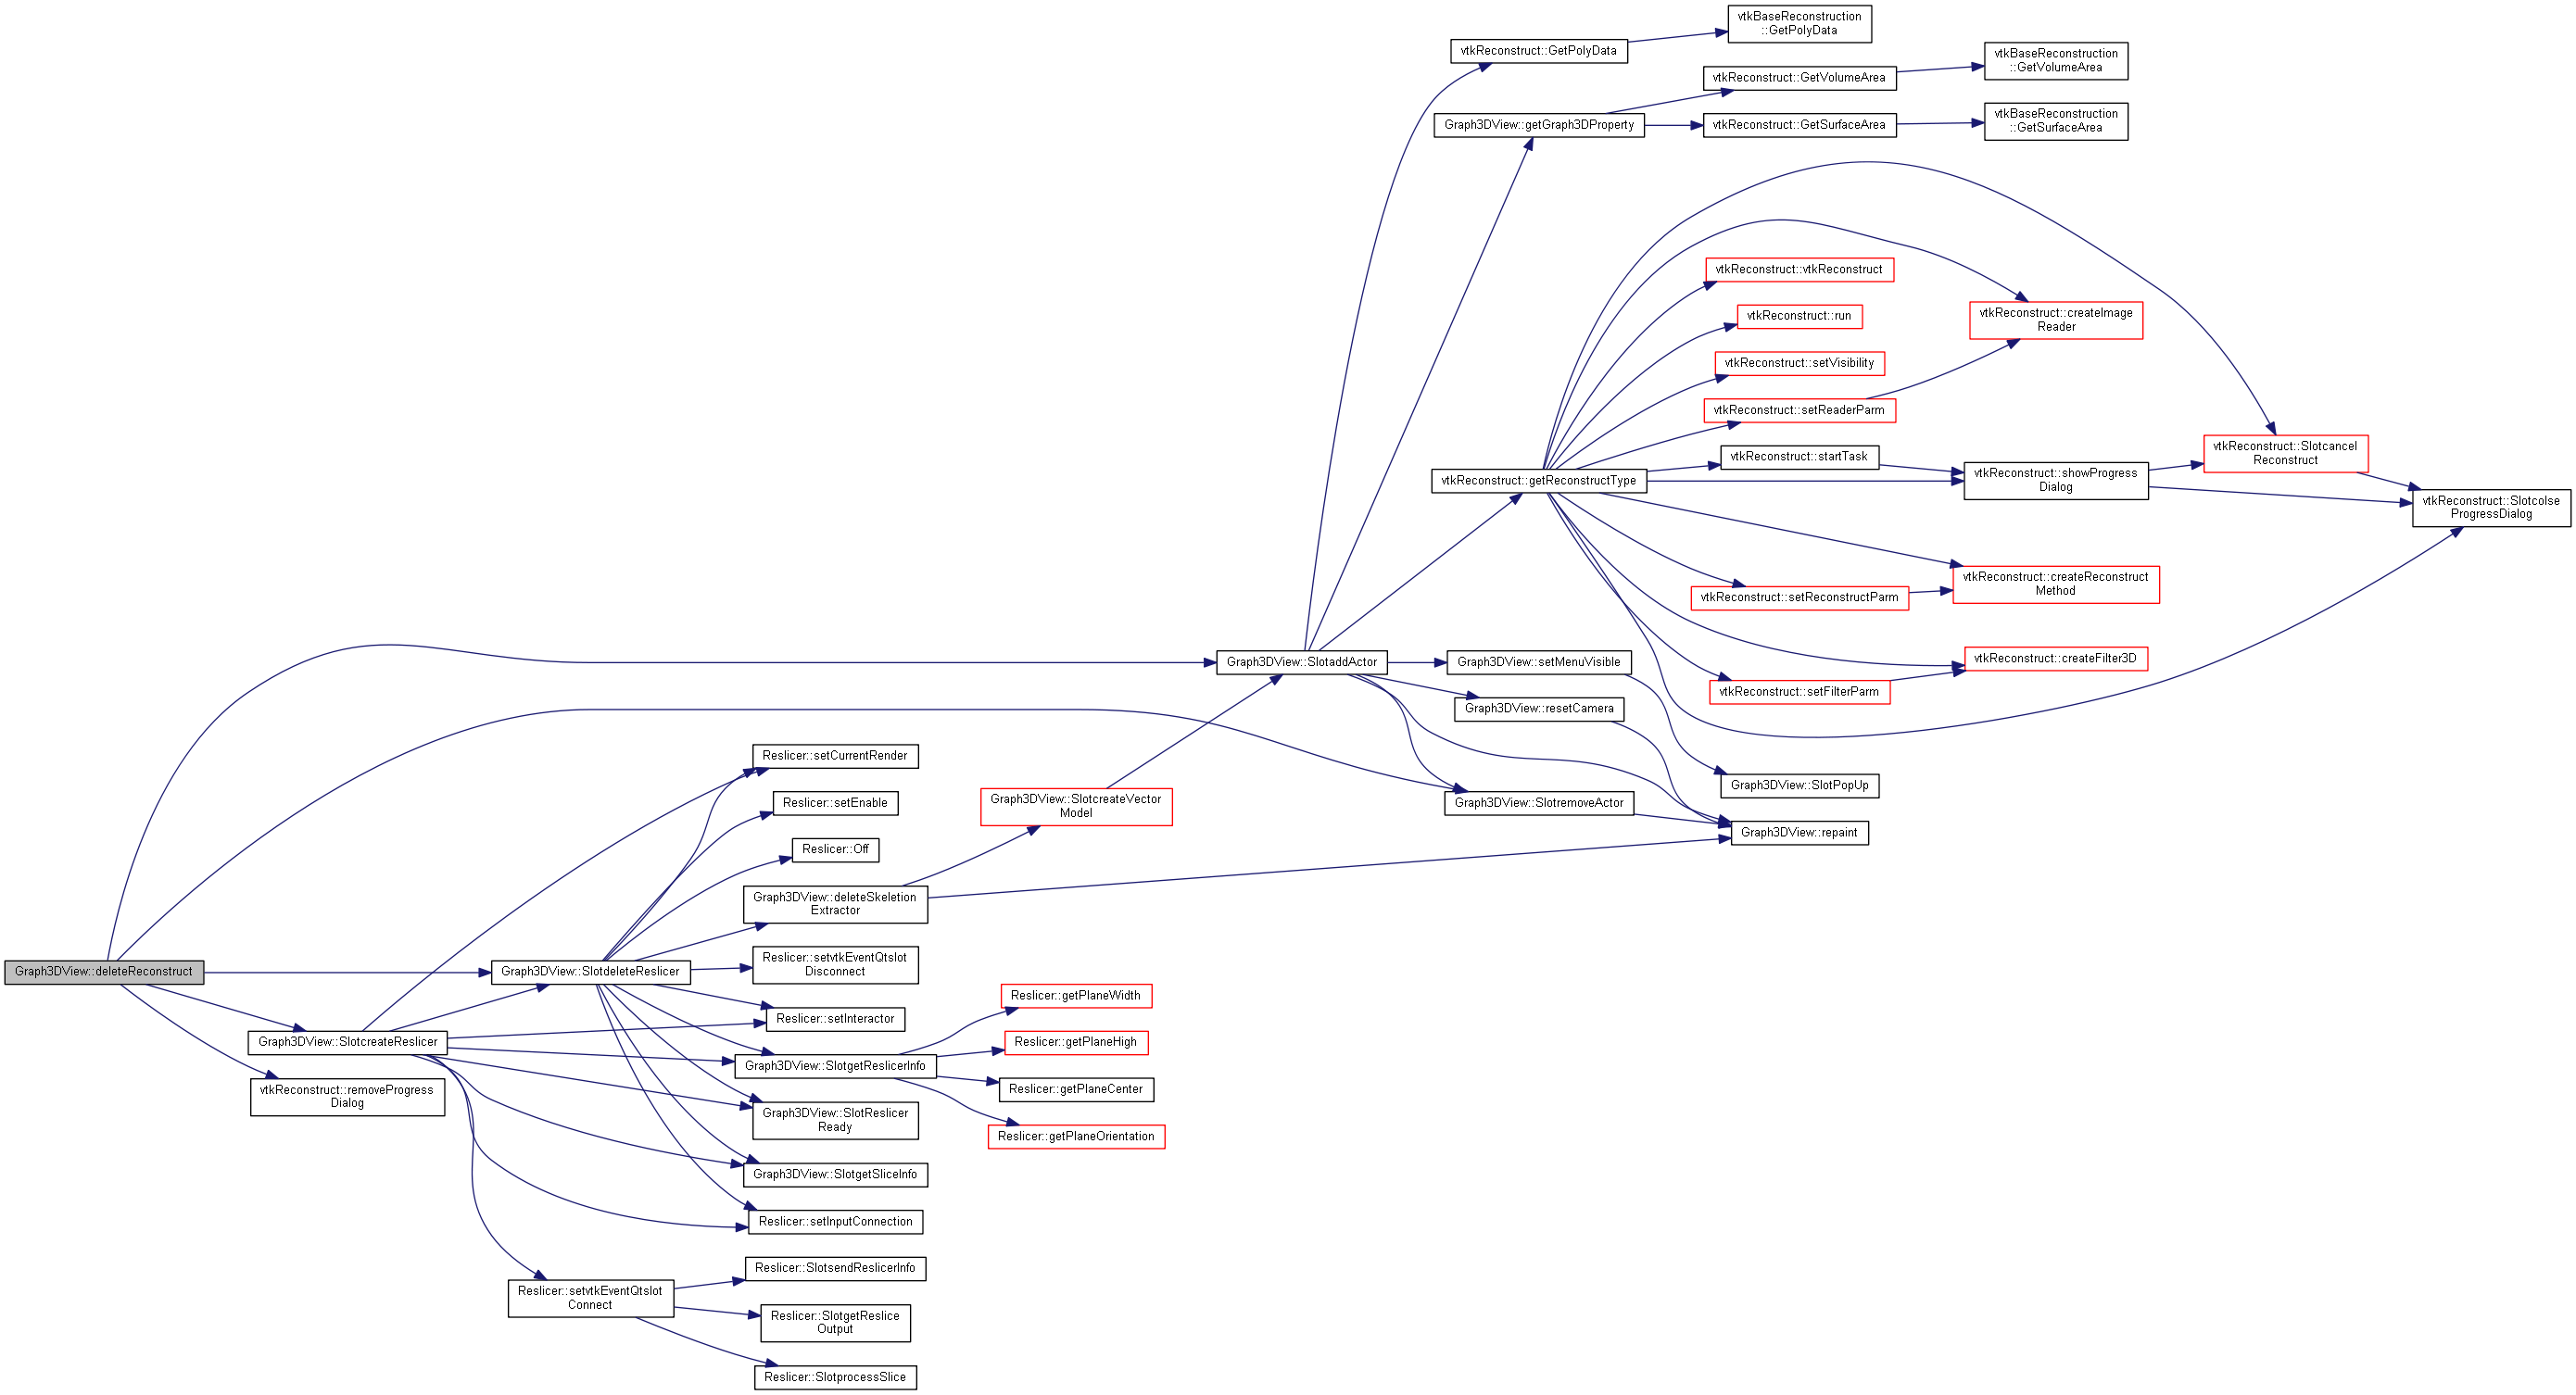 Graph3DView::deleteReconstruct
Graph3DView::SlotcreateReslicer
vtkReconstruct::removeProgress
Dialog
Graph3DView::SlotdeleteReslicer
Reslicer::setvtkEventQtslot
Connect
Reslicer::setCurrentRender
Reslicer::setEnable
Reslicer::Off
Graph3DView::deleteSkeletion
Extractor
Reslicer::setvtkEventQtslot
Disconnect
Reslicer::setInteractor
Graph3DView::SlotgetReslicerInfo
Graph3DView::SlotReslicer
Ready
Graph3DView::SlotgetSliceInfo
Reslicer::setInputConnection
Reslicer::SlotsendReslicerInfo
Reslicer::SlotgetReslice
Output
Reslicer::SlotprocessSlice
Graph3DView::SlotcreateVector
Model
Reslicer::getPlaneWidth
Reslicer::getPlaneHigh
Reslicer::getPlaneCenter
Reslicer::getPlaneOrientation
Graph3DView::SlotaddActor
vtkReconstruct::GetPolyData
Graph3DView::getGraph3DProperty
vtkReconstruct::getReconstructType
Graph3DView::setMenuVisible
Graph3DView::resetCamera
Graph3DView::SlotremoveActor
vtkBaseReconstruction
::GetPolyData
vtkReconstruct::GetVolumeArea
vtkReconstruct::GetSurfaceArea
vtkReconstruct::vtkReconstruct
vtkReconstruct::run
vtkReconstruct::setVisibility
vtkReconstruct::setReaderParm
vtkReconstruct::startTask
vtkReconstruct::setReconstructParm
vtkReconstruct::setFilterParm
Graph3DView::SlotPopUp
Graph3DView::repaint
vtkBaseReconstruction
::GetVolumeArea
vtkBaseReconstruction
::GetSurfaceArea
vtkReconstruct::createImage
Reader
vtkReconstruct::showProgress
Dialog
vtkReconstruct::createReconstruct
Method
vtkReconstruct::createFilter3D
vtkReconstruct::Slotcancel
Reconstruct
vtkReconstruct::Slotcolse
ProgressDialog